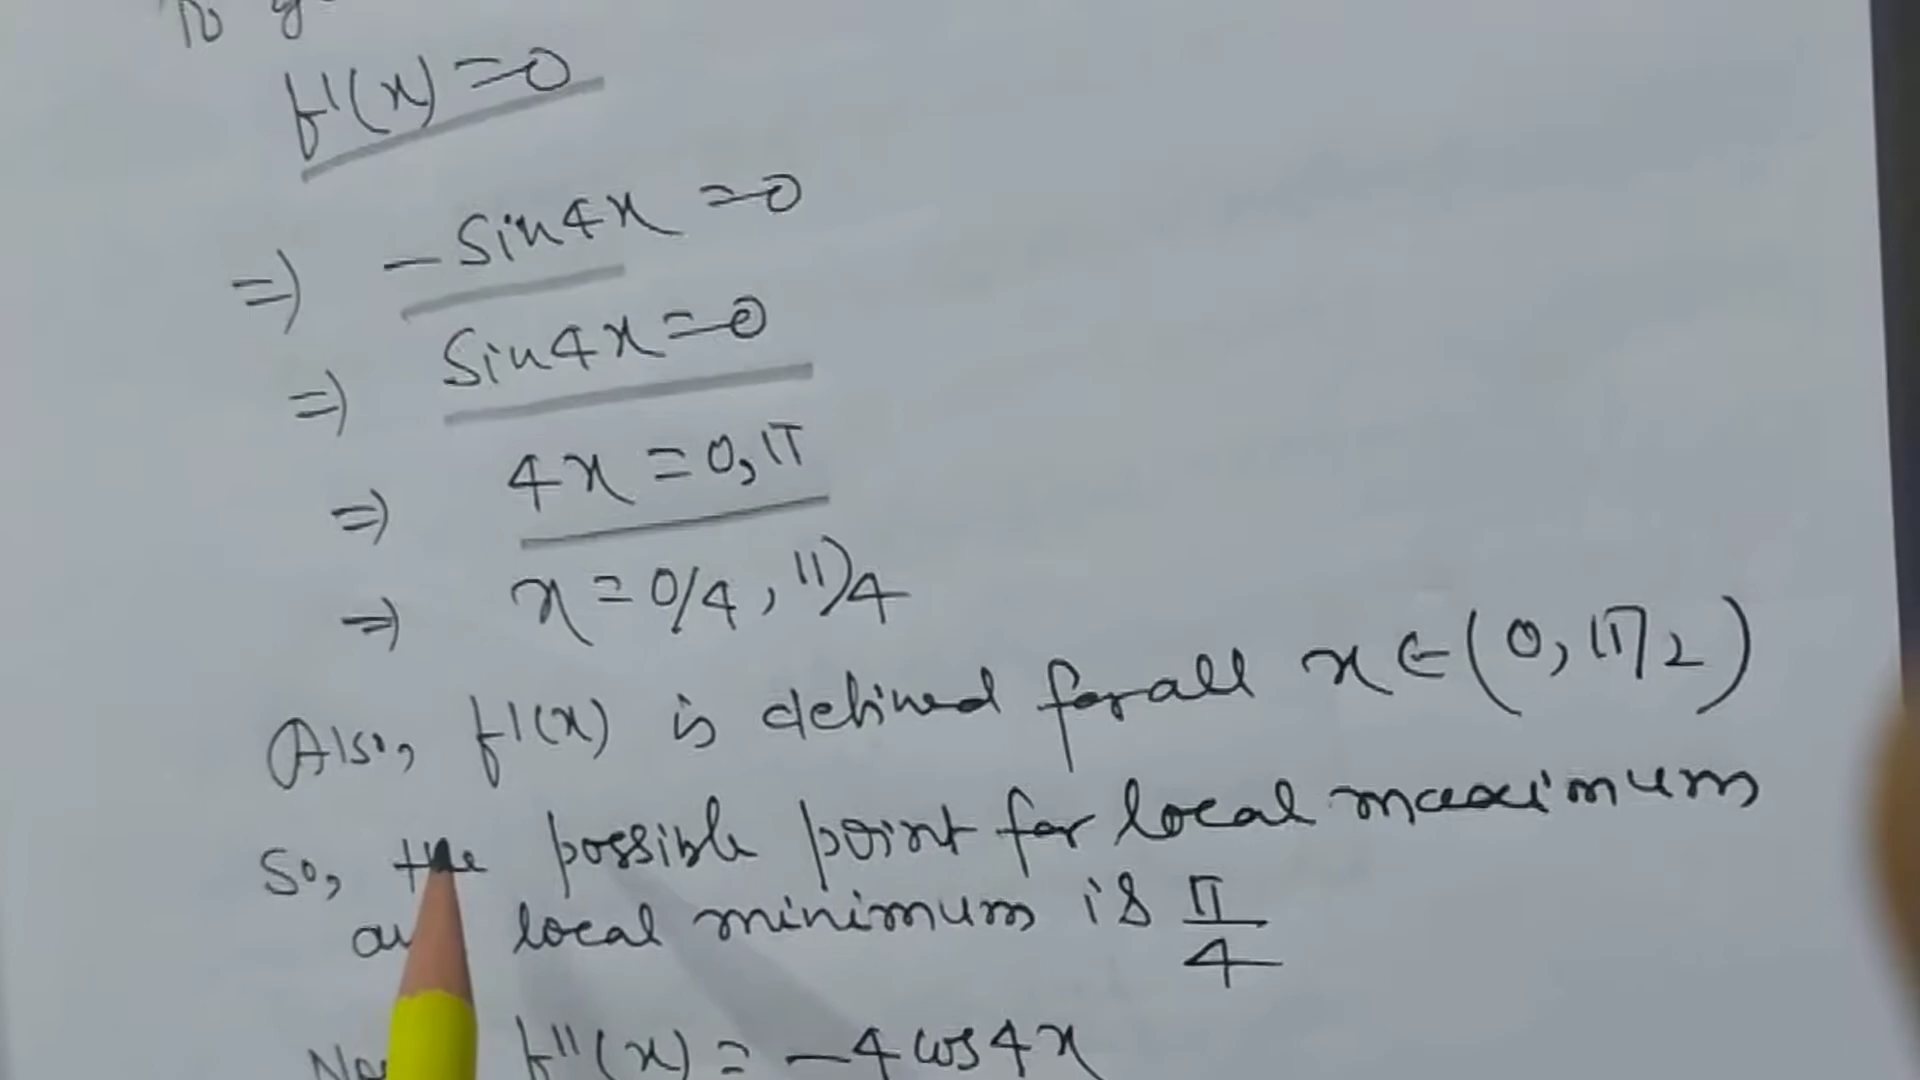 f'(x)=0
=) -Sin4x=0
=) Sin4x=0
=) 4x=0,π
=) x=0/4, π/4
Also, f'(x) is defined for all x∈(0,π/2)
So, the possible point for local maximum
local minimum is π/4
f''(x) = -4cos4x